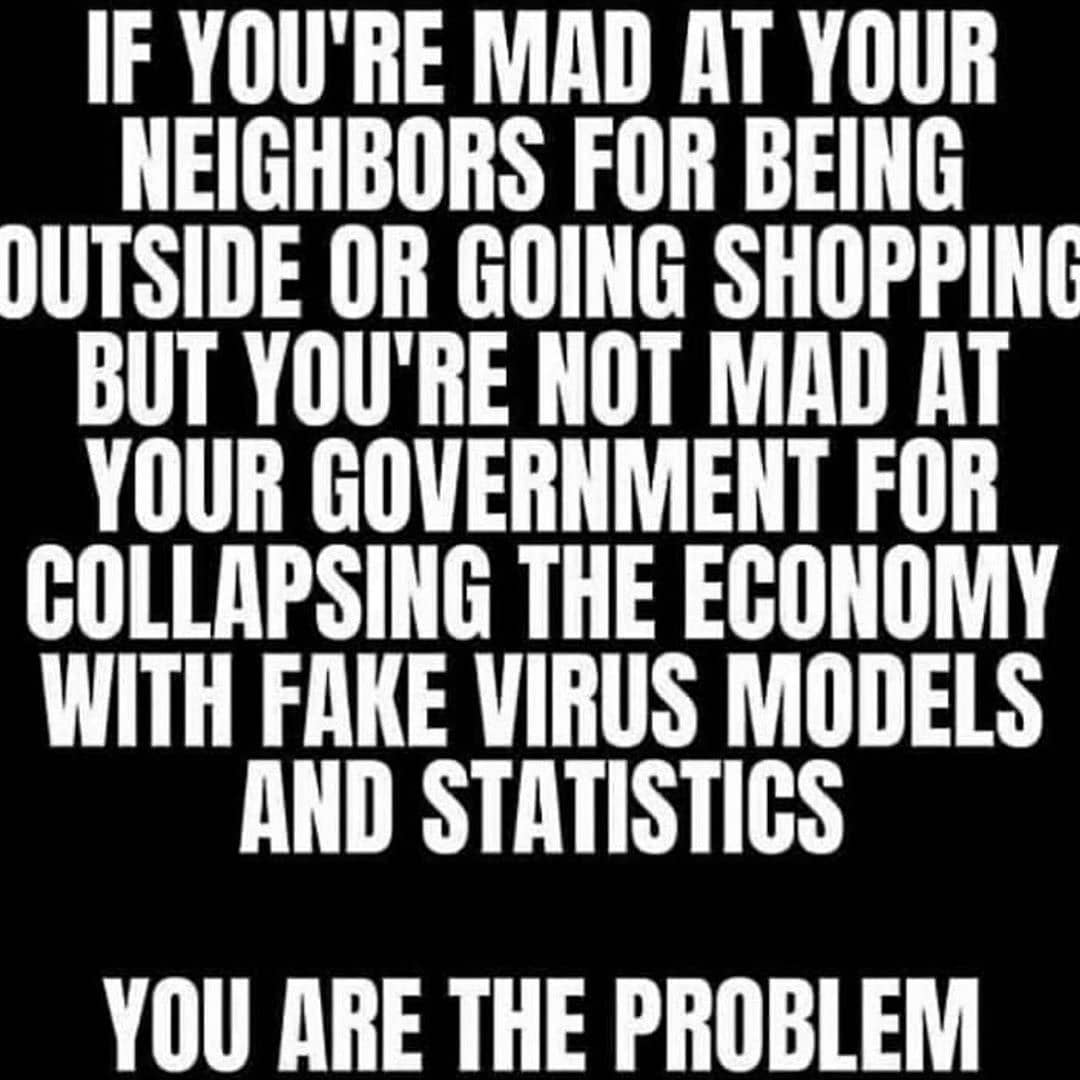 IF YOU'RE MAD AT YOUR
NEIGHBORS FOR BEING
OUTSIDE OR GOING SHOPPING
BUT YOU'RE NOT MAD AT
YOUR GOVERNMENT FOR
COLLAPSING THE ECONOMY
WITH FAKE VIRUS MODELS
AND STATISTICS
YOU ARE THE PROBLEM